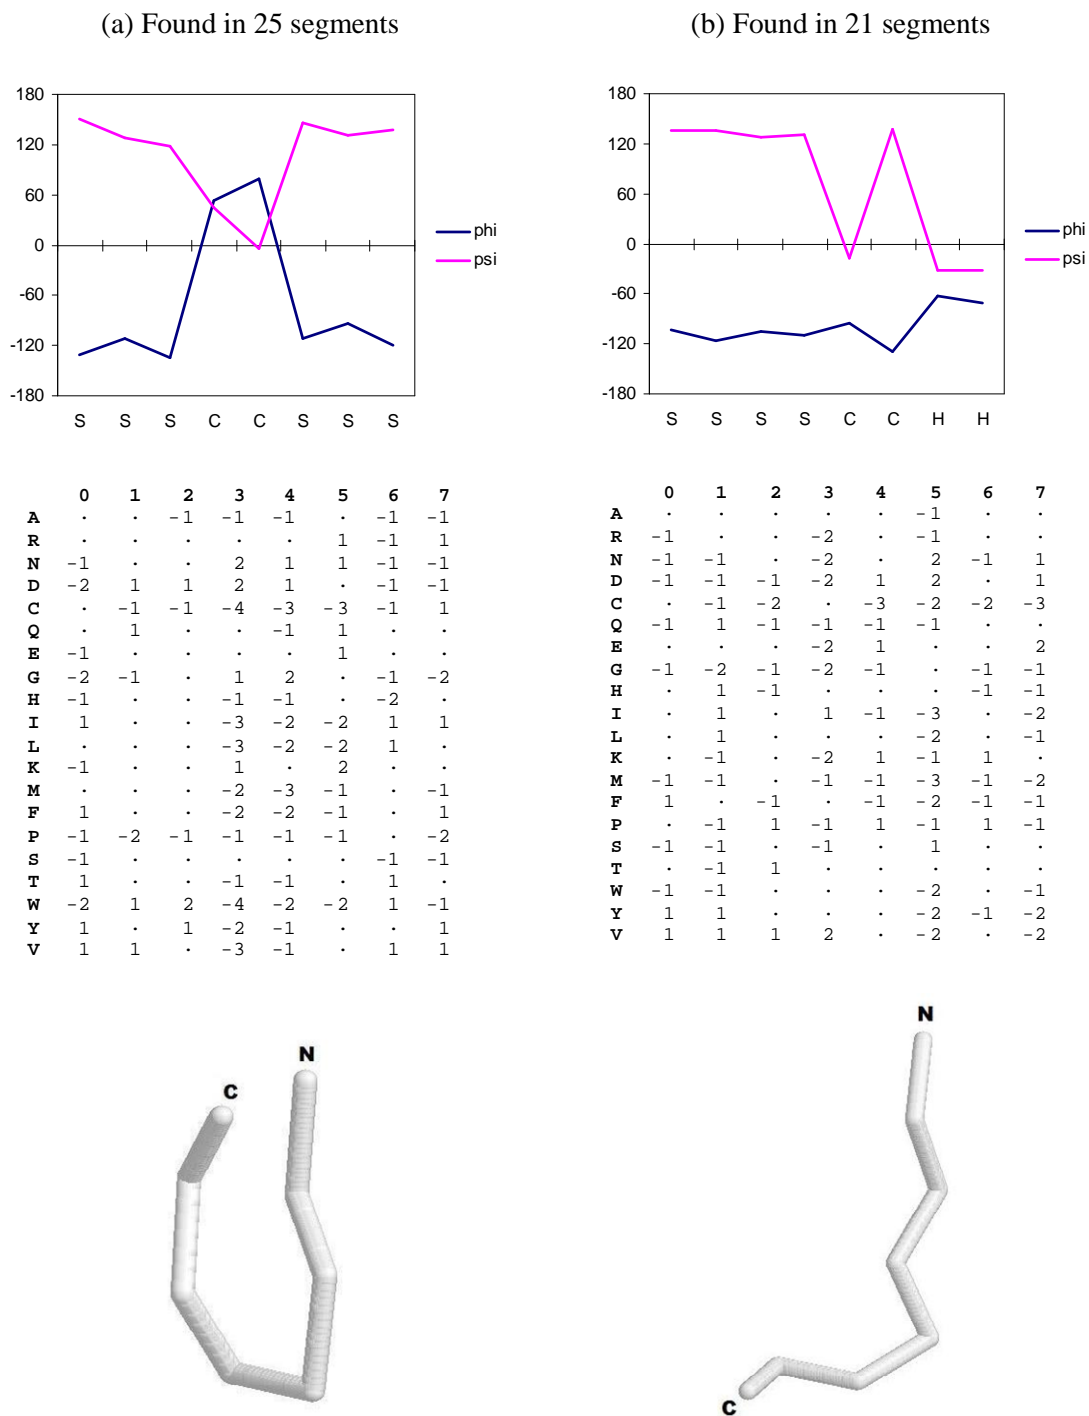 (a) Found in 25 segments
180
120
60
0
-60
-120
-180
S S S C C S S S
phi
psi
0 1 2 3 4 5 6 7
A · · -1 -1 -1 · -1 -1
R · · · · · 1 -1 1
N -1 · · 2 1 1 -1 -1
D -2 1 1 2 1 · -1 -1
C · -1 -1 -4 -3 -3 -1 1
Q · 1 · · -1 1 · ·
E -1 · · · · 1 · ·
G -2 -1 · 1 2 · -1 -2
H -1 · · -1 -1 · -2 ·
I 1 · · -3 -2 -2 1 1
L · · · -3 -2 -2 1 ·
K -1 · · 1 · 2 · ·
M · · · -2 -3 -1 · -1
F 1 · · -2 -2 -1 · 1
P -1 -2 -1 -1 -1 -1 · -2
S -1 · · · · · -1 -1
T 1 · · -1 -1 · 1 ·
W -2 1 2 -4 -2 -2 1 -1
Y 1 · 1 -2 -1 · · 1
V 1 1 · -3 -1 · 1 1
N
C
(b) Found in 21 segments
180
120
60
0
-60
-120
-180
S S S S C C H H
phi
psi
0 1 2 3 4 5 6 7
A · · · · · -1 · ·
R -1 · · -2 · -1 · ·
N -1 -1 · -2 · 2 -1 1
D -1 -1 -1 -2 1 2 · 1
C · -1 -2 · -3 -2 -2 -3
Q -1 1 -1 -1 -1 -1 · ·
E · · · -2 1 · · 2
G -1 -2 -1 -2 -1 · -1 -1
H · 1 -1 · · · -1 -1
I · 1 · 1 -1 -3 · -2
L · 1 · · · -2 · -1
K · -1 · -2 1 -1 1 ·
M -1 -1 · -1 -1 -3 -1 -2
F 1 · -1 · -1 -2 -1 -1
P · -1 1 -1 1 -1 1 -1
S -1 -1 · -1 · 1 · ·
T · -1 1 · · · · ·
W -1 -1 · · · -2 · -1
Y 1 1 · · · -2 -1 -2
V 1 1 1 2 · -2 · -2
N
C